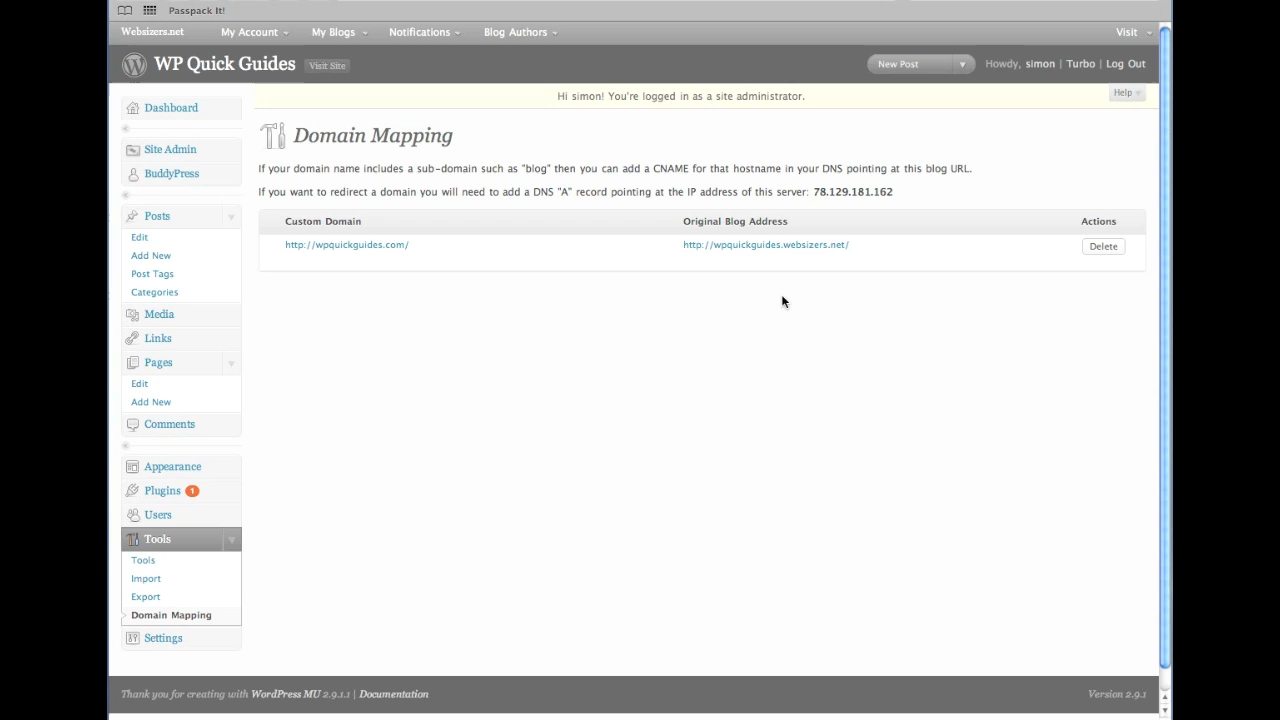 Passpack It!
Websizers.net My Account My Blogs Notifications Blog Authors Visit
WP Quick Guides Visit Site New Post Howdy, simon | Turbo | Log Out
Hi simon! You're logged in as a site administrator. Help
Dashboard
Site Admin
BuddyPress
Posts
Edit
Add New
Post Tags
Categories
Media
Links
Pages
Edit
Add New
Comments
Appearance
Plugins 1
Users
Tools
Tools
Import
Export
Domain Mapping
Settings
Domain Mapping
If your domain name includes a sub-domain such as "blog" then you can add a CNAME for that hostname in your DNS pointing at this blog URL.
If you want to redirect a domain you will need to add a DNS "A" record pointing at the IP address of this server: 78.129.181.162
Custom Domain Original Blog Address Actions
http://wpquickguides.com/ http://wpquickguides.websizers.net/ Delete
Thank you for creating with WordPress MU 2.9.1.1 | Documentation Version 2.9.1